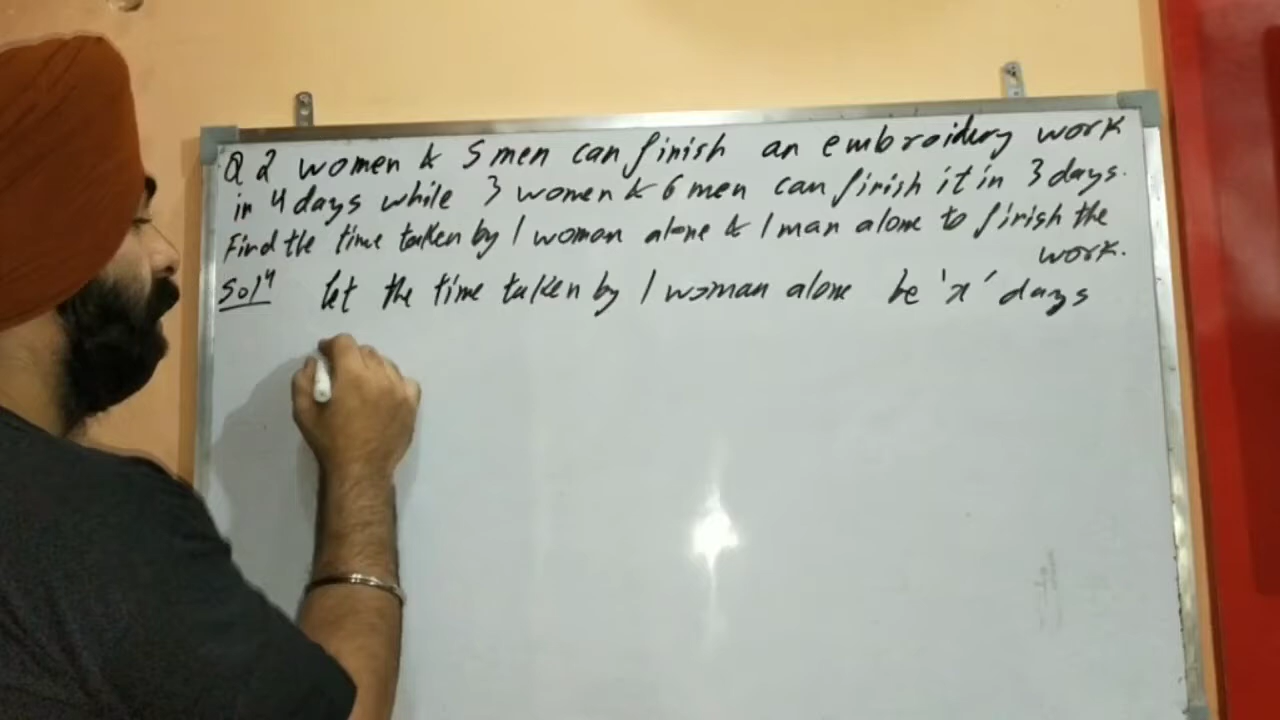 Q 2 women & 5 men can finish an embroidery work
in 4 days while 3 women & 6 men can finish it in 3 days.
Find the time taken by 1 woman alone & 1 man alone to finish the
work.
Solⁿ let the time taken by 1 woman alone be 'x' days